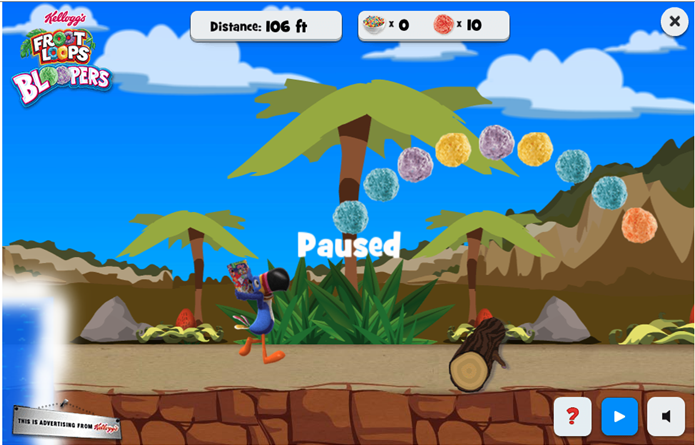 Kellogg's
FROOT
LOOPS
BLOOPERS
Distance: 106 ft
x 0
x 10
Paused
THIS IS ADVERTISING FROM Kellogg's
?